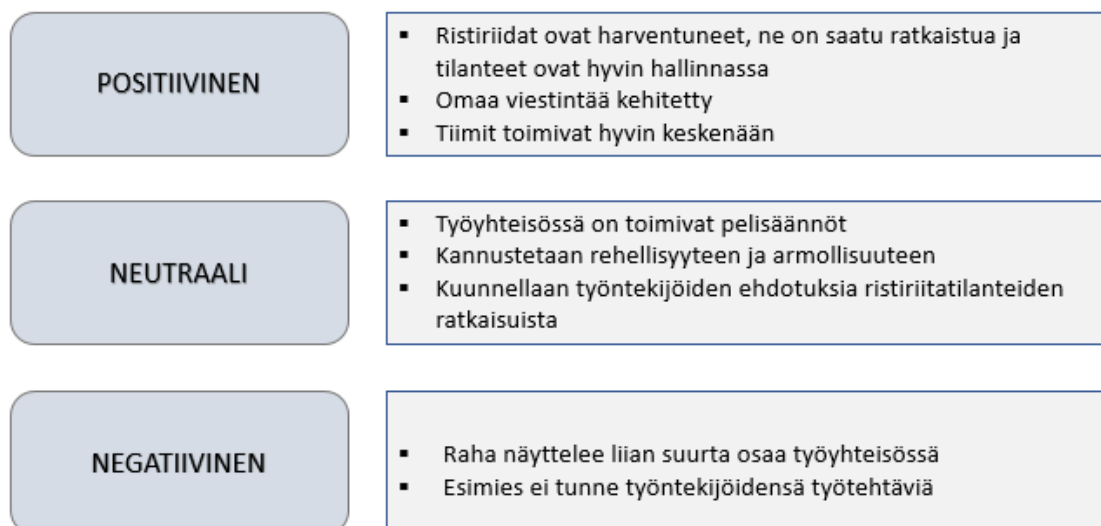 POSITIIVINEN
▪ Ristiriidat ovat harventuneet, ne on saatu ratkaistua ja
tilanteet ovat hyvin hallinnassa
▪ Omaa viestintää kehitetty
▪ Tiimit toimivat hyvin keskenään
NEUTRAALI
▪ Työyhteisössä on toimivat pelisäännöt
▪ Kannustetaan rehellisyyteen ja armollisuuteen
▪ Kuunnellaan työntekijöiden ehdotuksia ristiriitatilanteiden
ratkaisuista
NEGATIIVINEN
▪ Raha näyttelee liian suurta osaa työyhteisössä
▪ Esimies ei tunne työntekijöidensä työtehtäviä